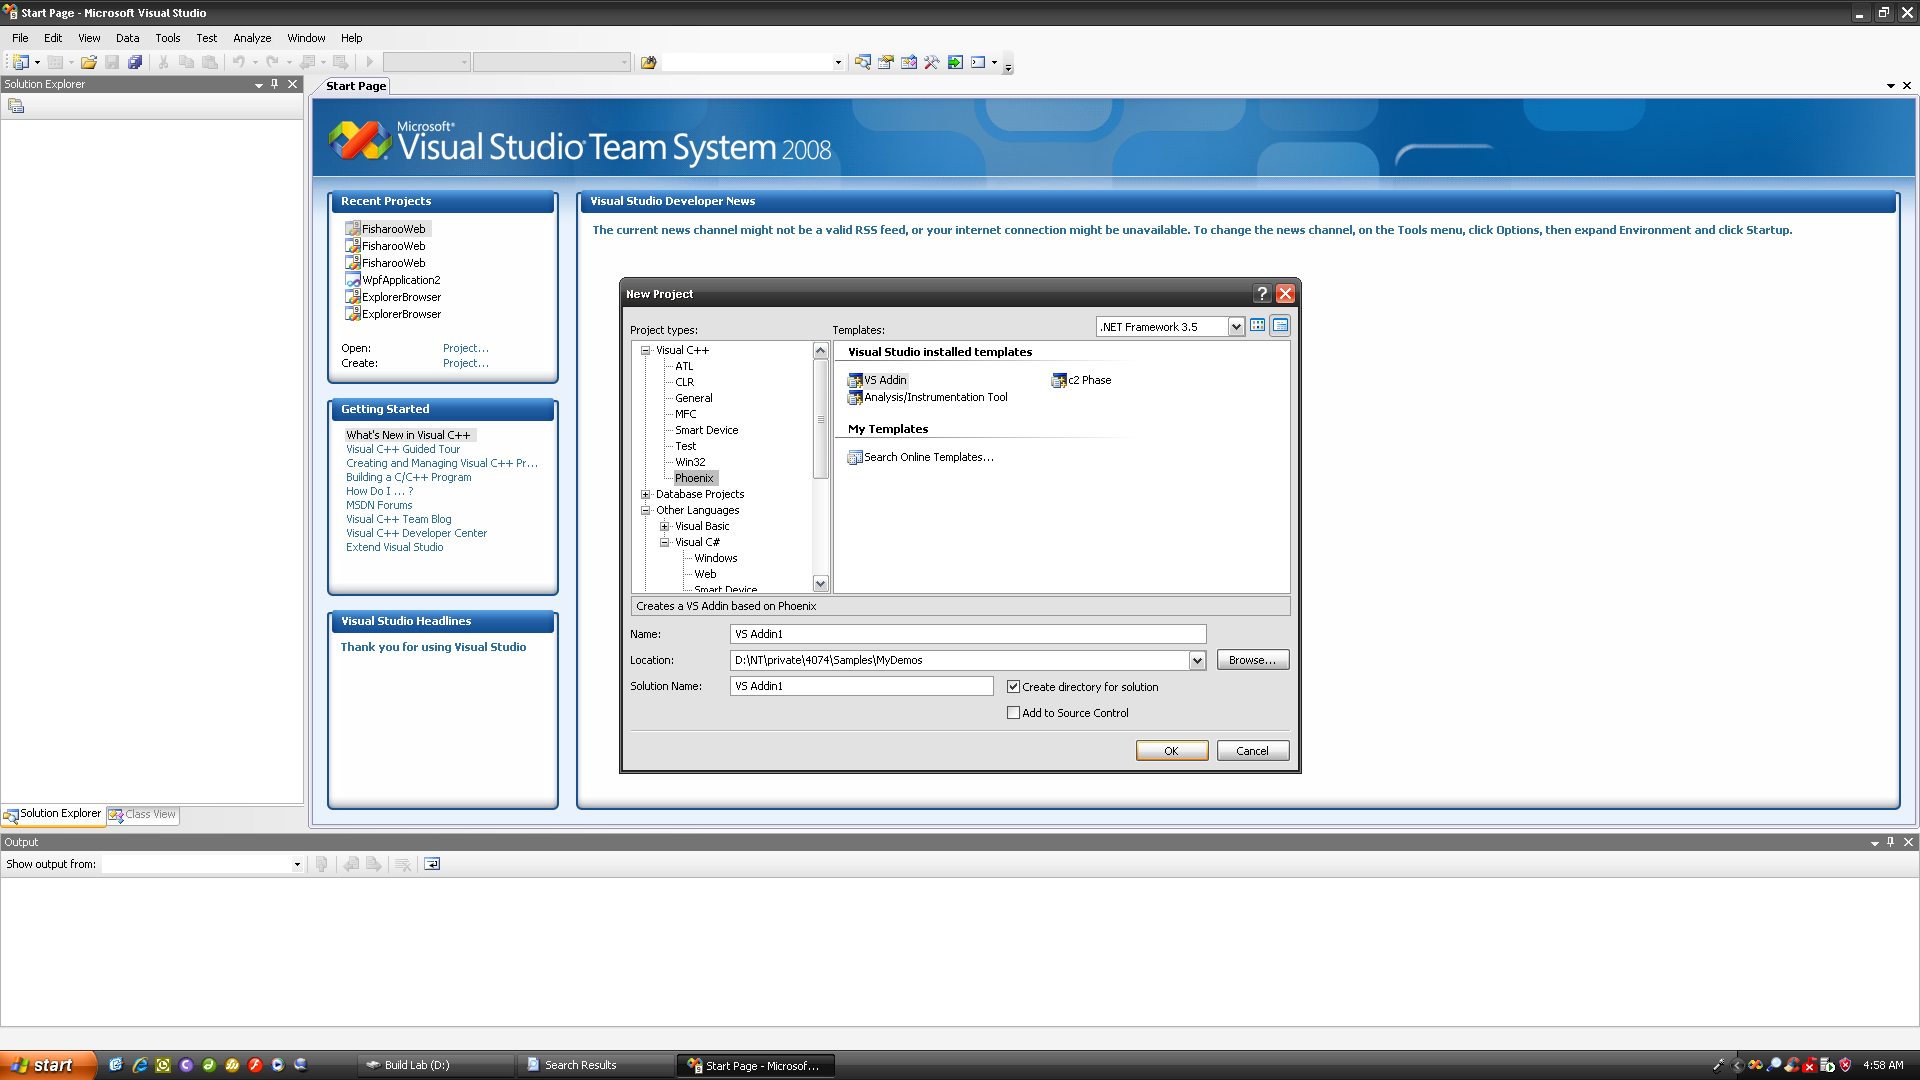 Start Page - Microsoft Visual Studio
File Edit View Data Tools Test Analyze Window Help
Solution Explorer
Start Page
Microsoft®
Visual Studio Team System 2008
Recent Projects
FisharooWeb
FisharooWeb
FisharooWeb
WpfApplication2
ExplorerBrowser
ExplorerBrowser
Open: Project...
Create: Project...
Getting Started
What's New in Visual C++
Visual C++ Guided Tour
Creating and Managing Visual C++ Pr...
Building a C/C++ Program
How Do I ... ?
MSDN Forums
Visual C++ Team Blog
Visual C++ Developer Center
Extend Visual Studio
Visual Studio Headlines
Thank you for using Visual Studio
Visual Studio Developer News
The current news channel might not be a valid RSS feed, or your internet connection might be unavailable. To change the news channel, on the Tools menu, click Options, then expand Environment and click Startup.
New Project
Project types:
Templates:
.NET Framework 3.5
Visual C++
ATL
CLR
General
MFC
Smart Device
Test
Win32
Phoenix
Database Projects
Other Languages
Visual Basic
Visual C#
Windows
Web
Smart Device
Visual Studio installed templates
VS Addin
c2 Phase
Analysis/Instrumentation Tool
My Templates
Search Online Templates...
Creates a VS Addin based on Phoenix
Name: VS Addin1
Location: D:\NT\private\4074\Samples\MyDemos Browse...
Solution Name: VS Addin1 Create directory for solution
Add to Source Control
OK Cancel
Solution Explorer Class View
Output
Show output from:
start Build Lab (D:) Search Results Start Page - Microsof... 4:58 AM